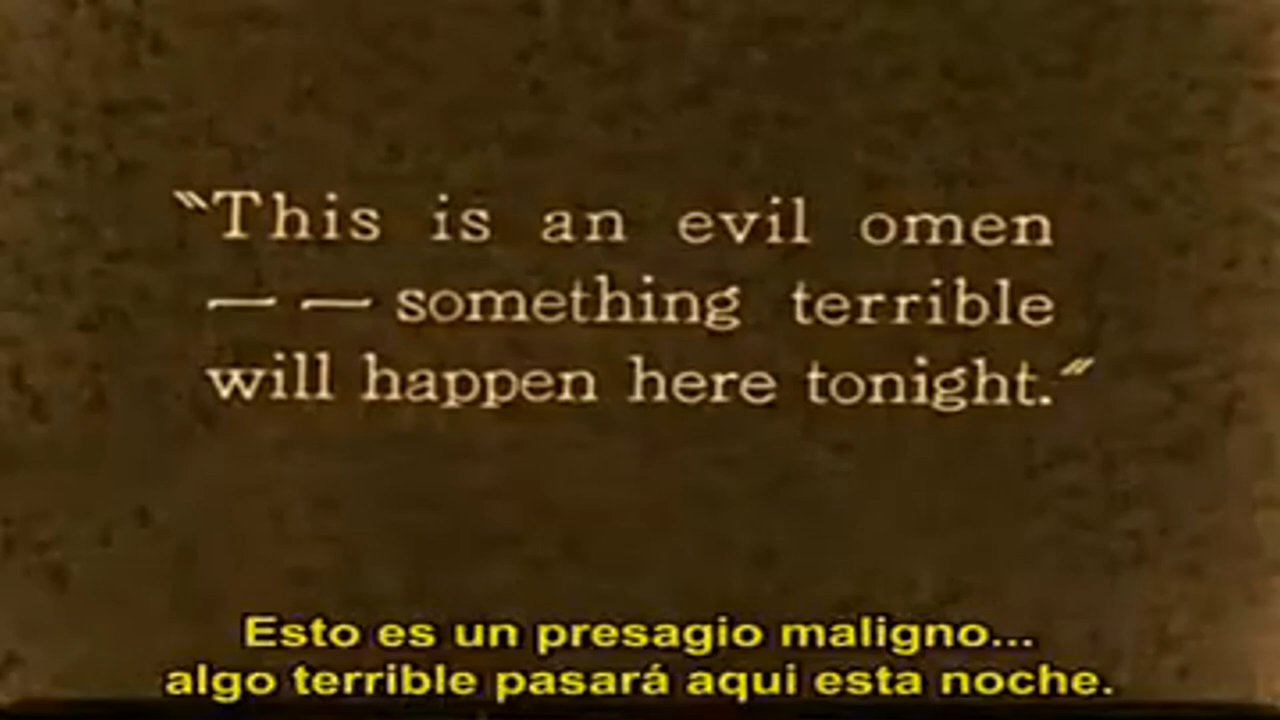 "This is an evil omen
— — something terrible
will happen here tonight."
Esto es un presagio maligno...
algo terrible pasará aqui esta noche.